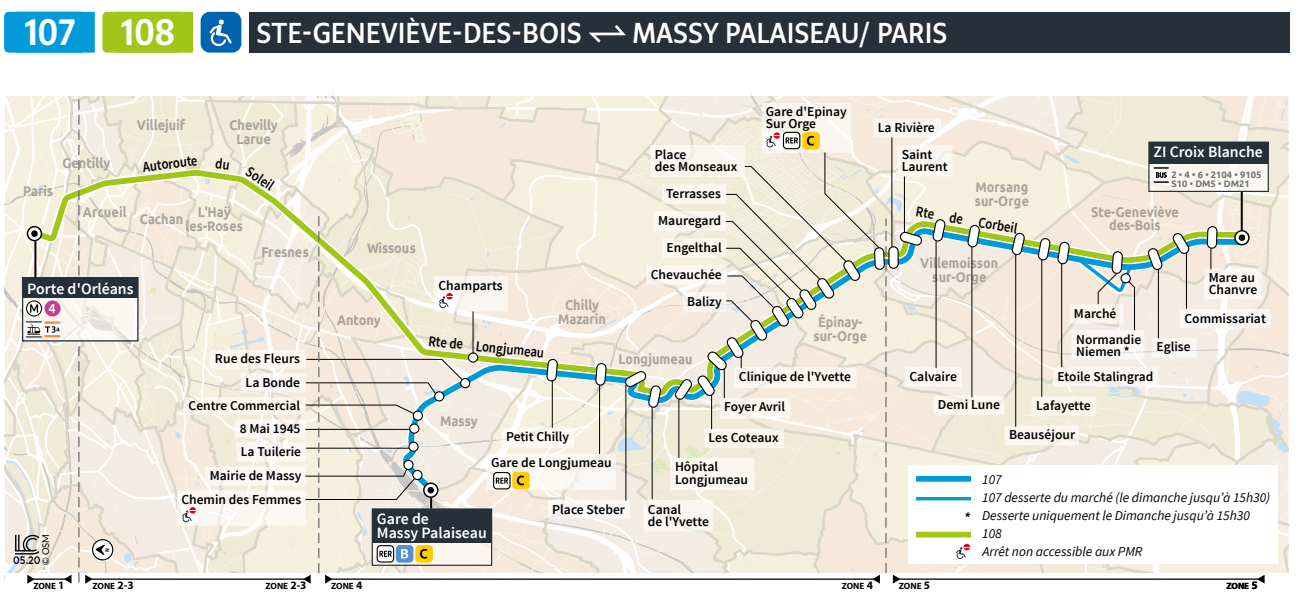 107 108 STE-GENEVIÈVE-DES-BOIS MASSY PALAISEAU/ PARIS
Villejuif
Chevilly
Larue
Gentilly
Autoroute du Soleil
Paris
Arcueil
Cachan
L'Haÿ
les-Roses
Fresnes
Wissous
Antony
Porte d'Orléans
M 4
T3a
Champarts
Rte de Longjumeau
Chilly
Mazarin
Longjumeau
Massy
Rue des Fleurs
La Bonde
Centre Commercial
8 Mai 1945
La Tuilerie
Mairie de Massy
Chemin des Femmes
Gare de
Massy Palaiseau
RER B C
Petit Chilly
Gare de Longjumeau
RER C
Place Steber
Canal
de l'Yvette
Hôpital
Longjumeau
Les Coteaux
Foyer Avril
Clinique de l'Yvette
Balizy
Chevauchée
Engelthal
Mauregard
Terrasses
Place
des Monseaux
Gare d'Epinay
Sur Orge
RER C
Épinay-
sur-Orge
La Rivière
Saint
Laurent
Rte de Corbeil
Morsang
sur-Orge
Villemoisson
sur-Orge
Ste-Geneviève
des-Bois
ZI Croix Blanche
BUS 2 • 4 • 6 • 2104 • 9105
S10 • DM5 • DM21
Calvaire
Demi Lune
Beauséjour
Lafayette
Etoile Stalingrad
Marché
Normandie
Niemen *
Eglise
Commissariat
Mare au
Chanvre
107
107 desserte du marché (le dimanche jusqu'à 15h30)
* Desserte uniquement le Dimanche jusqu'à 15h30
108
Arrêt non accessible aux PMR
LC
05.20 © OSM
ZONE 1
ZONE 2-3
ZONE 2-3
ZONE 4
ZONE 4
ZONE 5
ZONE 5